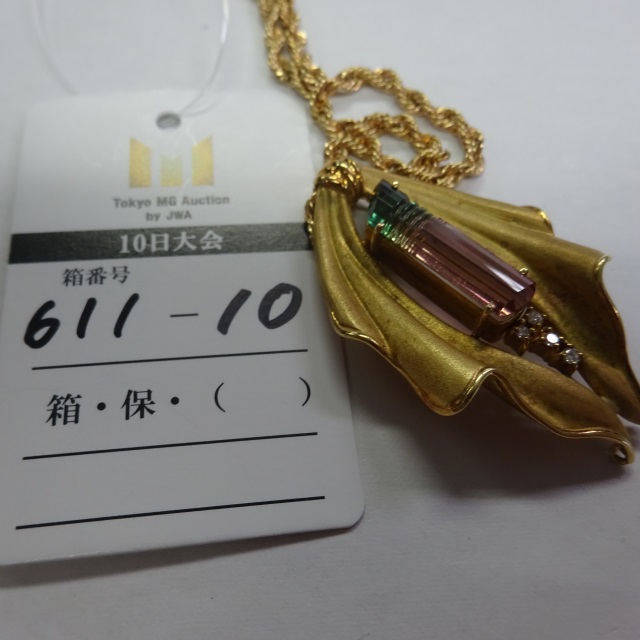 Tokyo MG Auction
by JWA
10日大会
箱番号
611-10
箱・保・（　　）